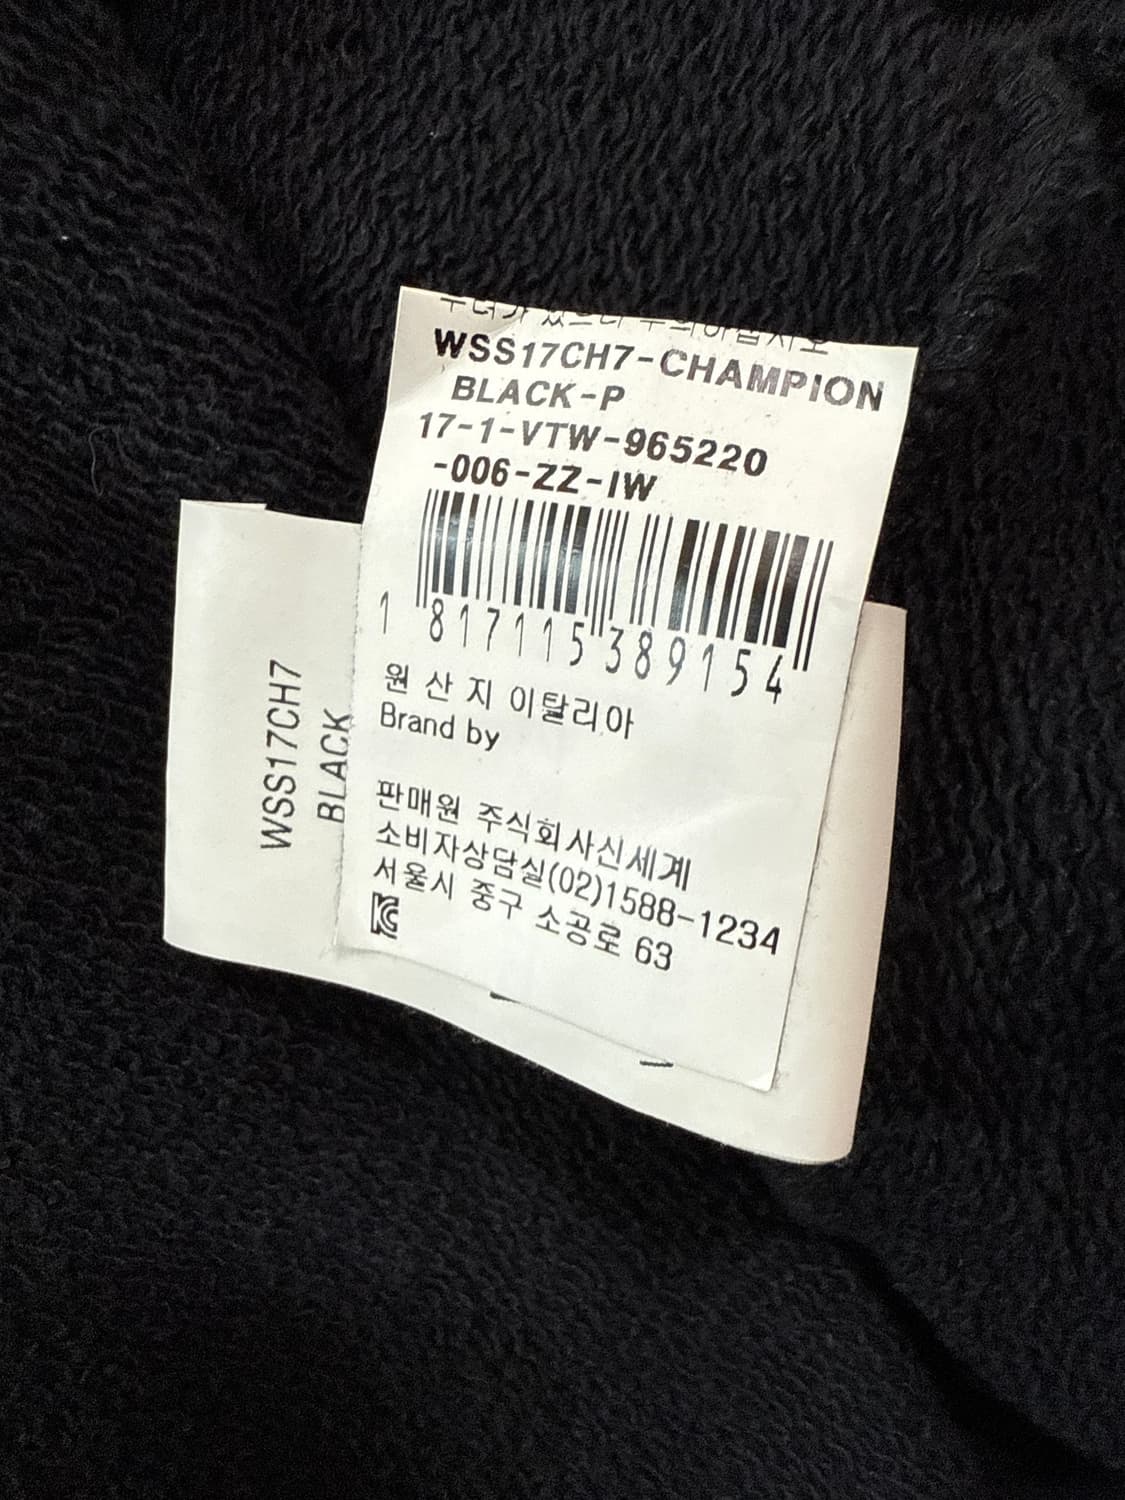 WSS17CH7-CHAMPION
BLACK-P
17-1-VTW-965220
-006-ZZ-IW
1 817115 389154
원 산 지 이탈리아
Brand by
판매원 주식회사신세계
소비자상담실(02)1588-1234
서울시 중구 소공로 63
WSS17CH7
BLACK